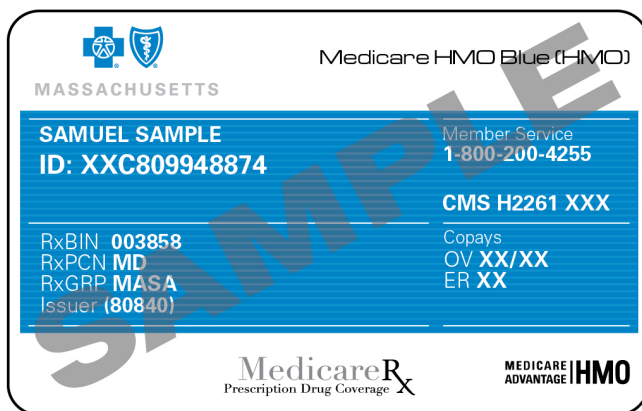 Medicare HMO Blue (HMO)
MASSACHUSETTS
SAMUEL SAMPLE
ID: XXC809948874
Member Service
1-800-200-4255
CMS H2261 XXX
RxBIN 003858
RxPCN MD
RxGRP MASA
Issuer (80840)
Copays
OV XX/XX
ER XX
SAMPLE
MedicareRx
Prescription Drug Coverage
MEDICARE
ADVANTAGE HMO